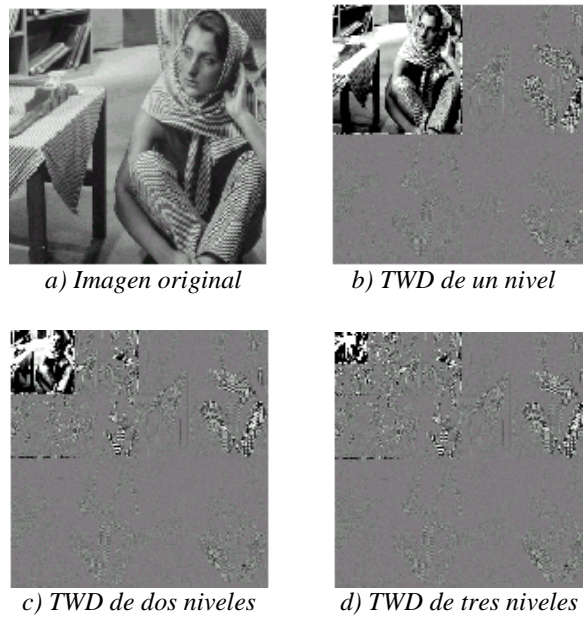 a) Imagen original
b) TWD de un nivel
c) TWD de dos niveles
d) TWD de tres niveles